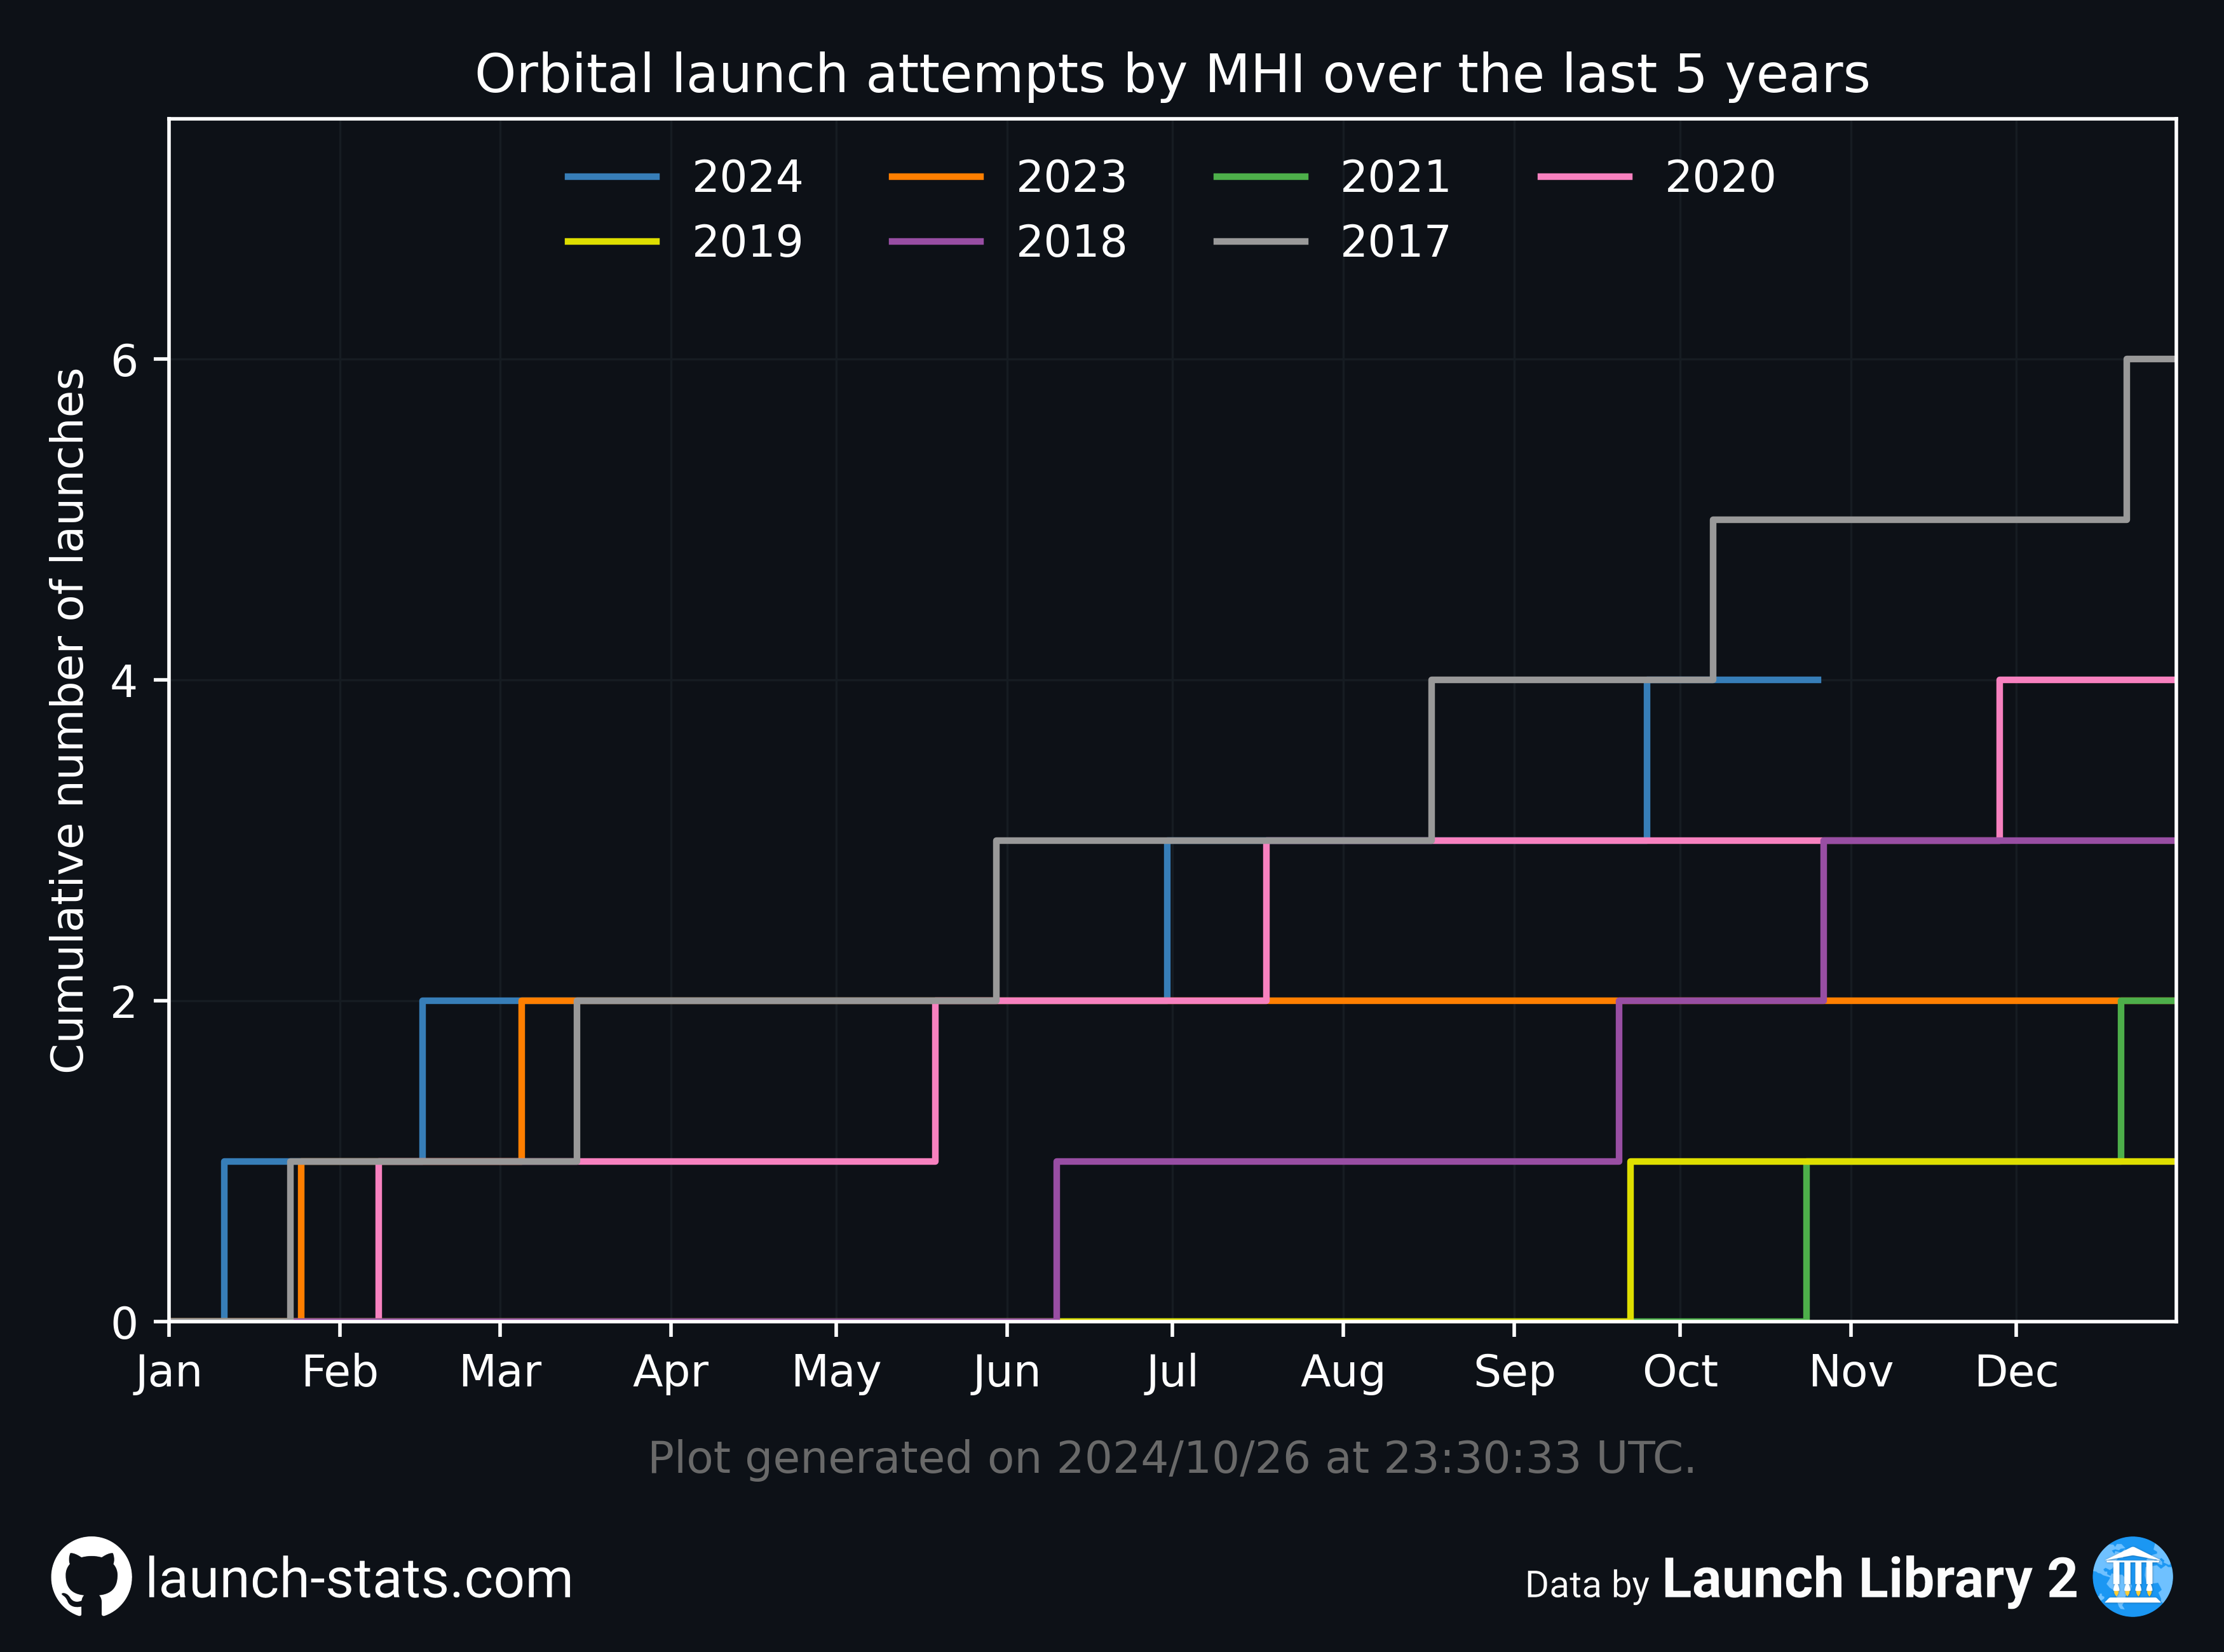 Orbital launch attempts by MHI over the last 5 years
2024 2023 2021 2020
2019 2018 2017
Cumulative number of launches
6
4
2
0
Jan Feb Mar Apr May Jun Jul Aug Sep Oct Nov Dec
Plot generated on 2024/10/26 at 23:30:33 UTC.
launch-stats.com
Data by Launch Library 2